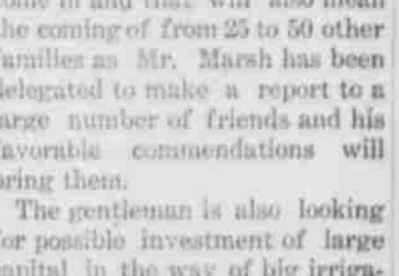 come in and that will also mean
the coming of from 25 to 50 other
families as Mr. Marsh has been
delegated to make a report to a
large number of friends and his
favorable commendations will
bring them.
The gentleman is also looking
for possible investment of large
capital in the way of big irriga-